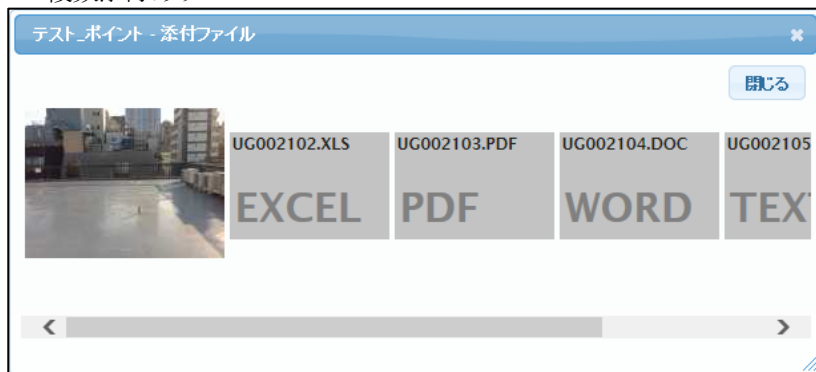 テスト_ポイント - 添付ファイル
閉じる
UG002102.XLS
EXCEL
UG002103.PDF
PDF
UG002104.DOC
WORD
UG002105
TEX